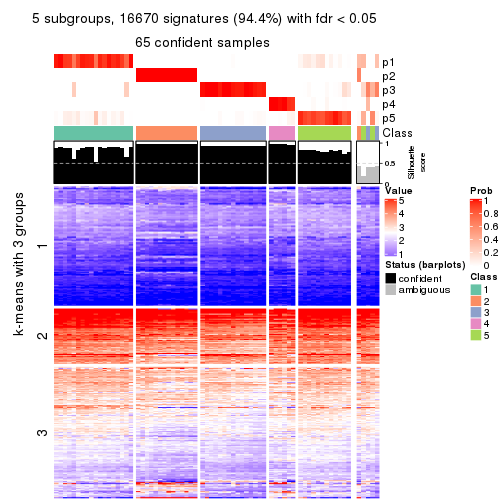 5 subgroups, 16670 signatures (94.4%) with fdr < 0.05
65 confident samples
p1
p2
p3
p4
p5
Class
1
0.5
0
Silhouette
score
k-means with 3 groups
1
2
3
Value
5
4
3
2
1
Status (barplots)
confident
ambiguous
Prob
1
0.8
0.6
0.4
0.2
0
Class
1
2
3
4
5